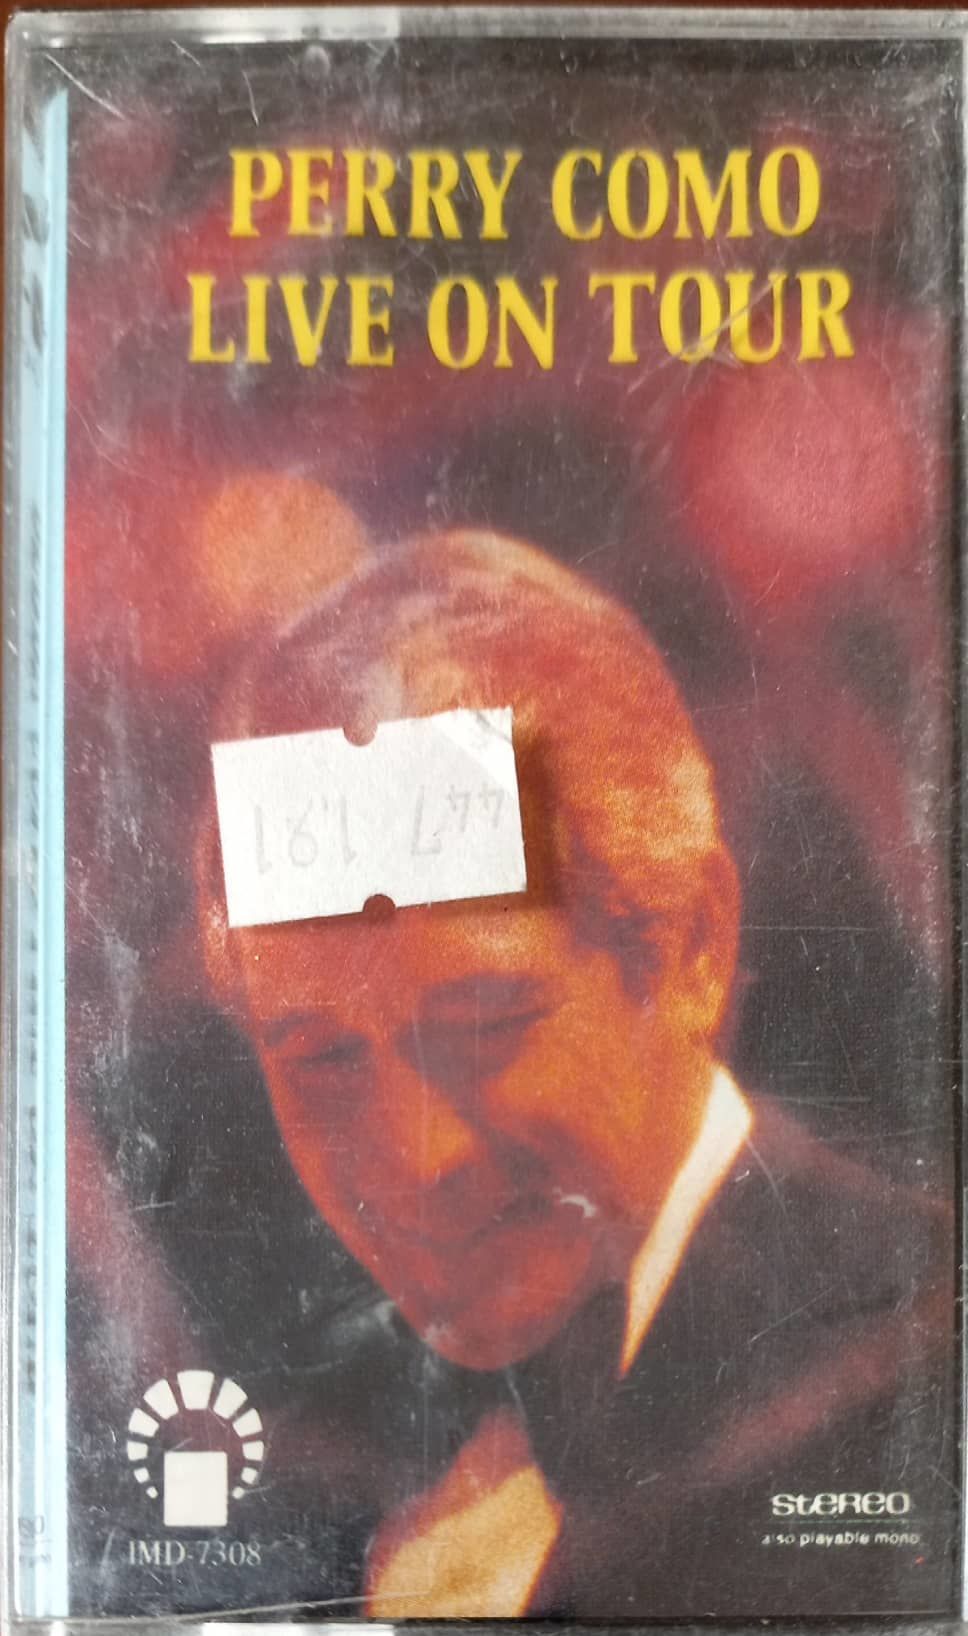 PERRY COMO
LIVE ON TOUR
447 1.91
IMD-7308
STEREO
also playable mono